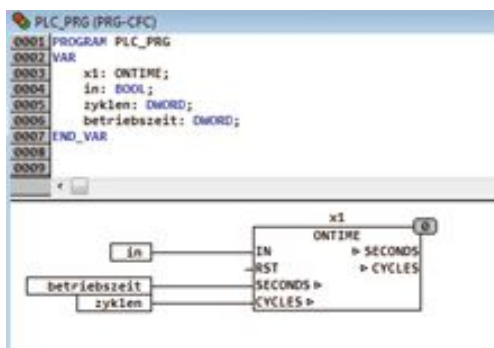 PLC_PRG (PRG-CFC)
0001 PROGRAM PLC_PRG
0002 VAR
0003 x1: ONTIME;
0004 in: BOOL;
0005 zyklen: DWORD;
0006 betriebszeit: DWORD;
0007 END_VAR
0008
0009
x1
0
ONTIME
in
IN
SECONDS
RST
CYCLES
betriebszeit
SECONDS
zyklen
CYCLES